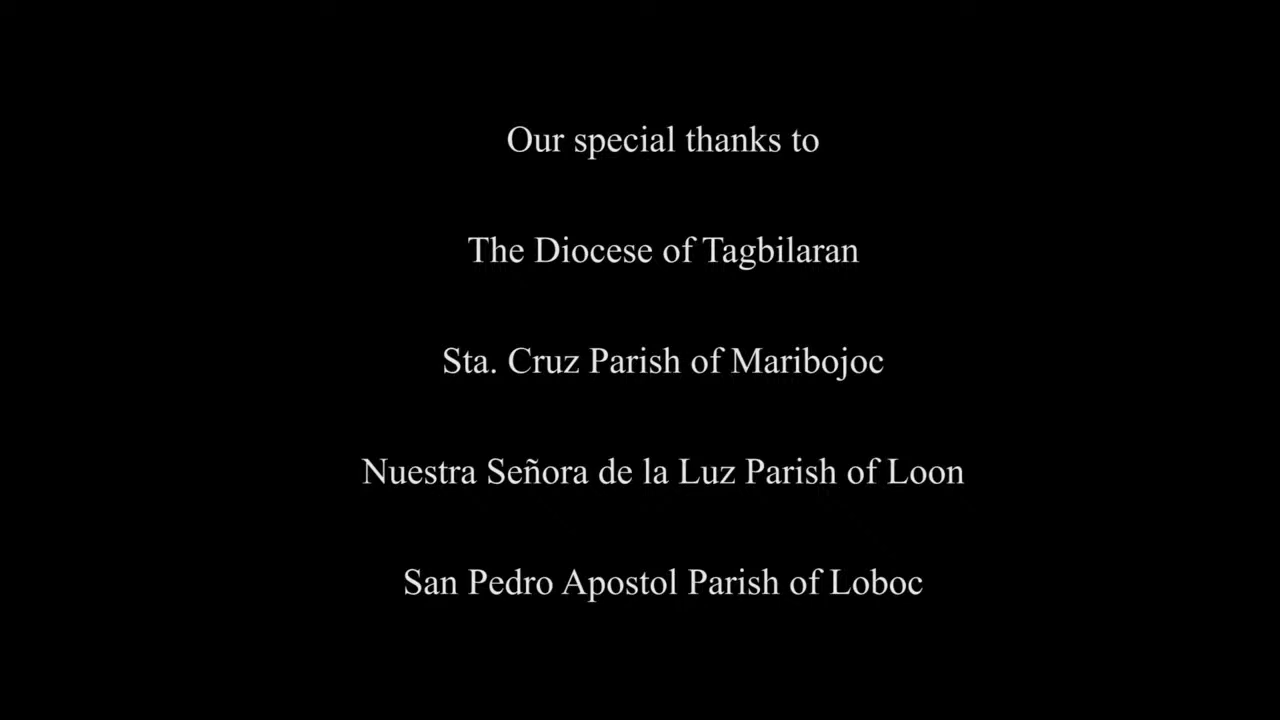 Our special thanks to
The Diocese of Tagbilaran
Sta. Cruz Parish of Maribojoc
Nuestra Señora de la Luz Parish of Loon
San Pedro Apostol Parish of Loboc